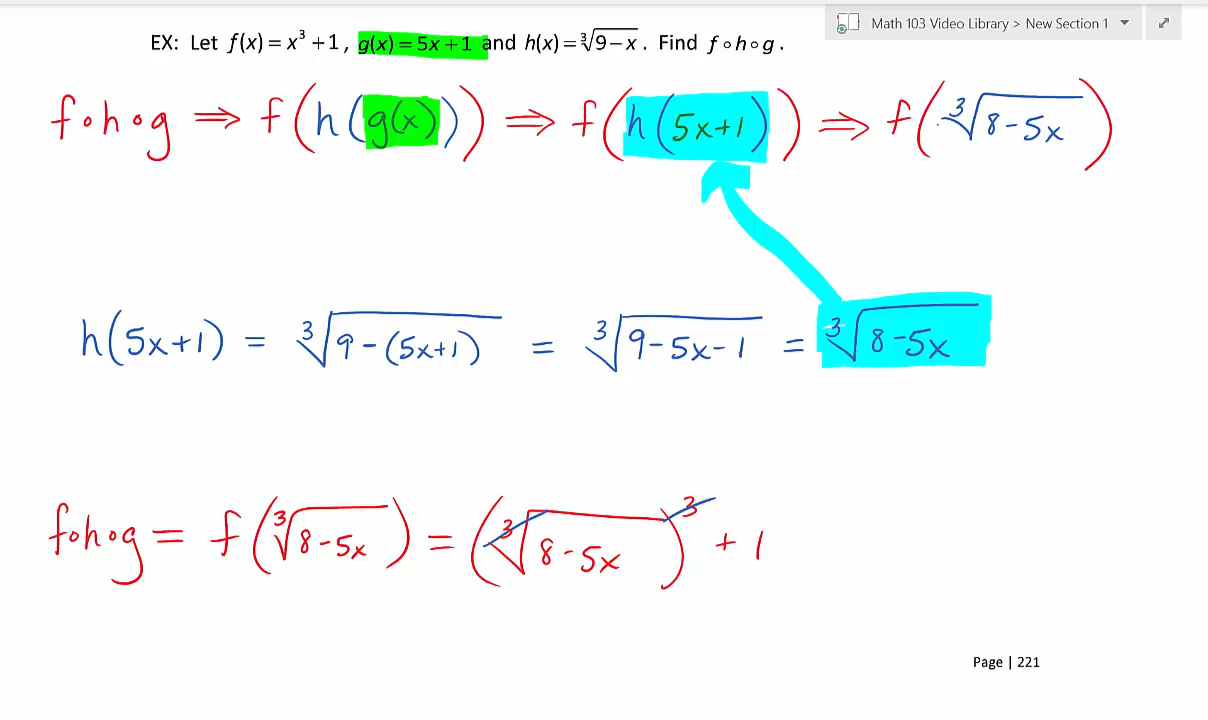 Math 103 Video Library > New Section 1
EX: Let f(x) = x³ + 1, g(x) = 5x + 1 and h(x) = ∛(9 − x). Find f∘h∘g.
f∘h∘g ⇒ f(h(g(x))) ⇒ f(h(5x+1)) ⇒ f(∛(8−5x))
h(5x+1) = ∛(9−(5x+1)) = ∛(9−5x−1) = ∛(8−5x)
f∘h∘g = f(∛(8−5x)) = (∛(8−5x))³ + 1
Page | 221